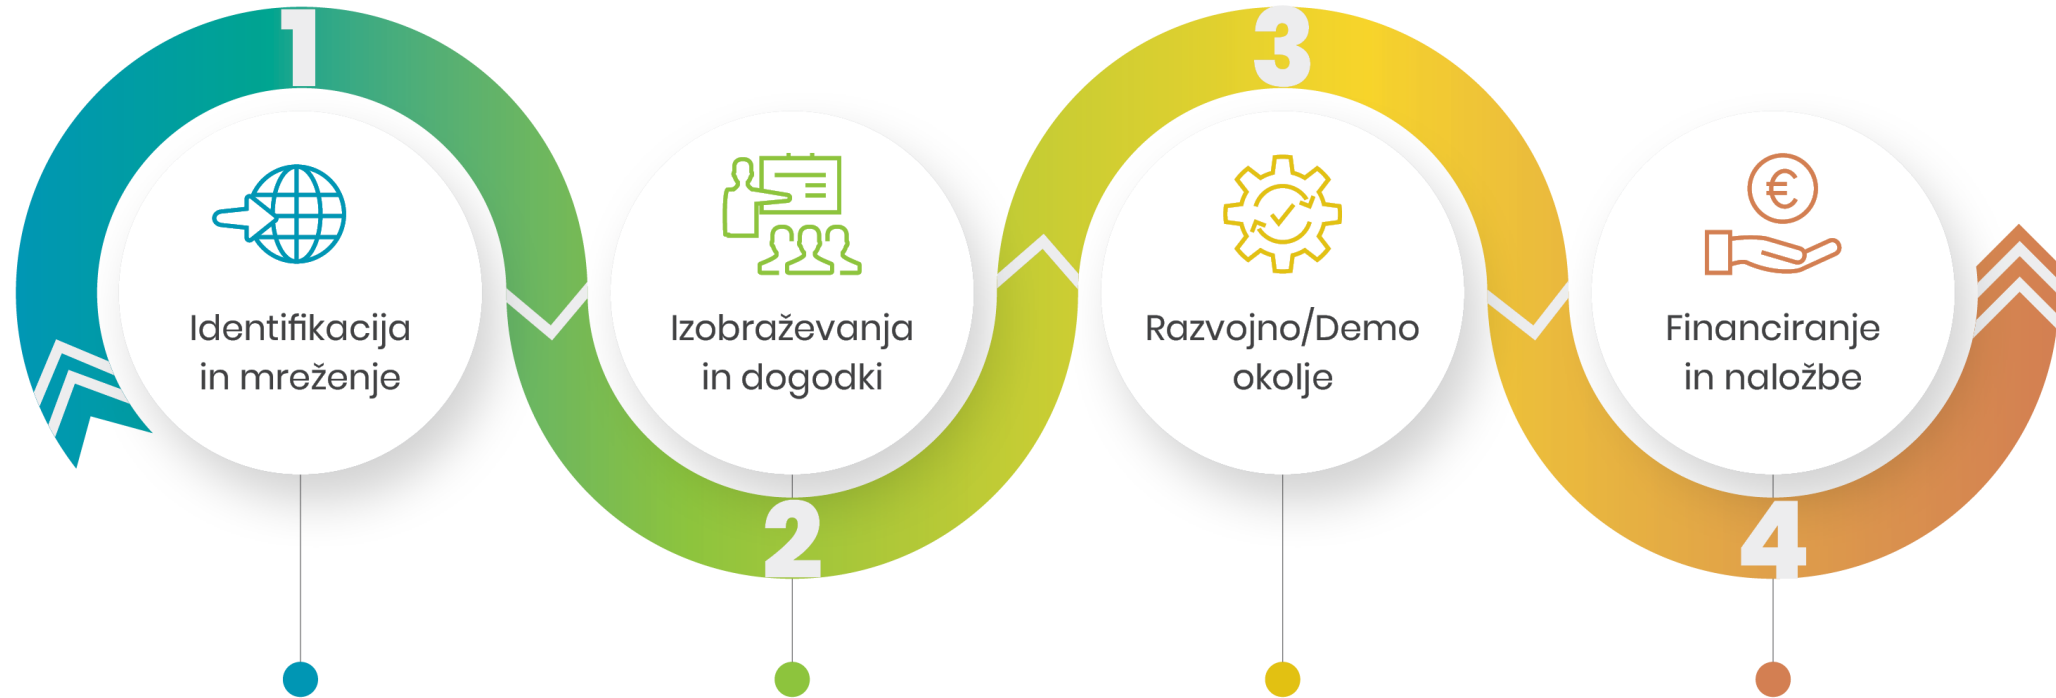 1
Identifikacija
in mreženje
2
Izobraževanja
in dogodki
3
Razvojno/Demo
okolje
4
€
Financiranje
in naložbe